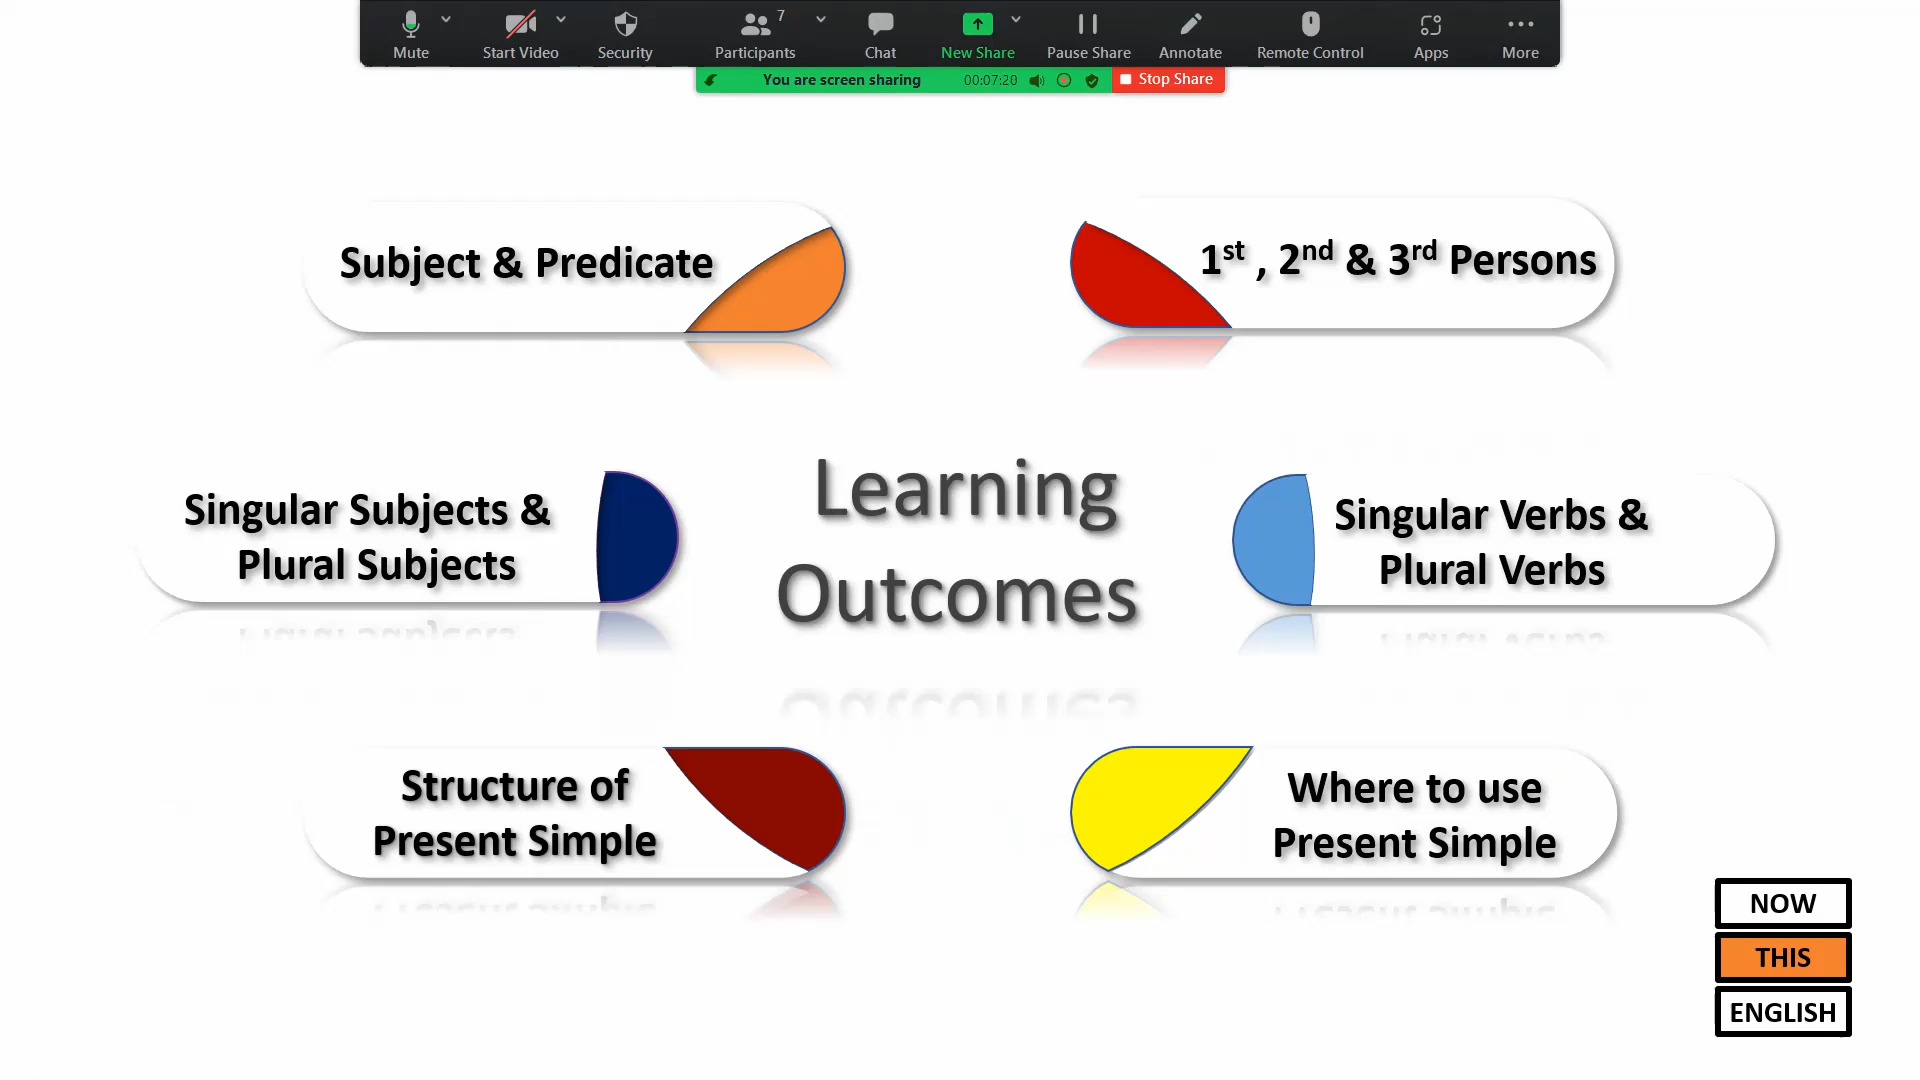 Mute
Start Video
Security
Participants
7
Chat
New Share
Pause Share
Annotate
Remote Control
Apps
More
You are screen sharing
00:07:20
Stop Share
Subject & Predicate
1st , 2nd & 3rd Persons
Singular Subjects &
Plural Subjects
Learning
Outcomes
Singular Verbs &
Plural Verbs
Structure of
Present Simple
Where to use
Present Simple
NOW
THIS
ENGLISH